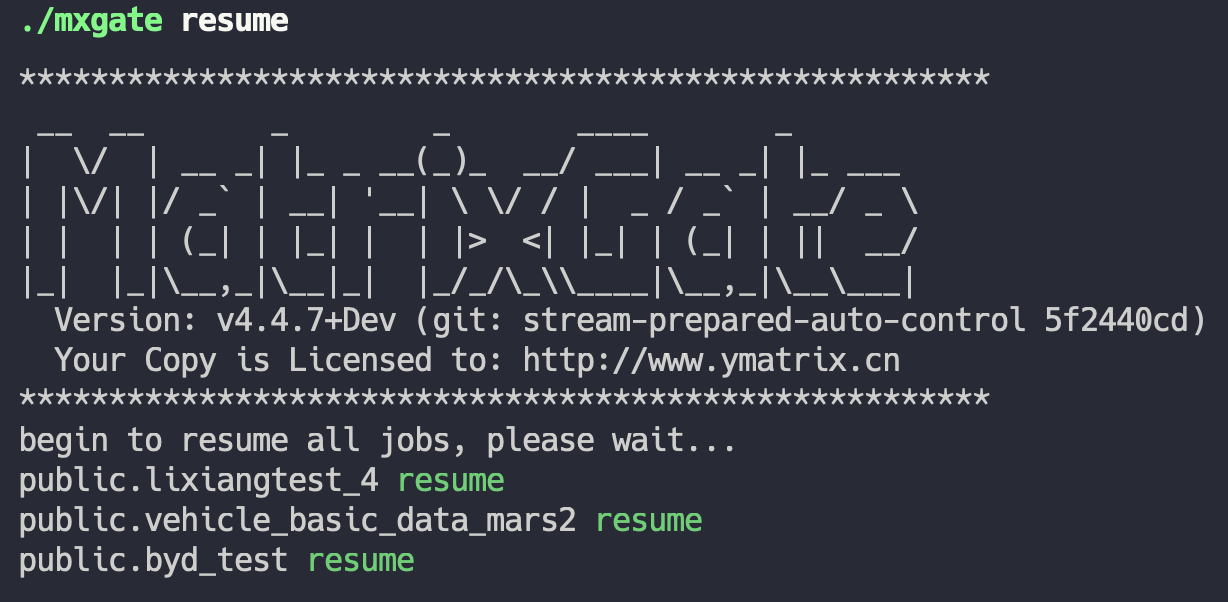 ./mxgate resume
******************************************************
 __  __       _        _       ____       _
|  \/  | __ _| |_ _ __(_)_  __/ ___| __ _| |_ ___
| |\/| |/ _` | __| '__| \ \/ / |  _ / _` | __/ _ \
| |  | | (_| | |_| |  | |>  <| |_| | (_| | ||  __/
|_|  |_|\__,_|\__|_|  |_/_/\_\\____|\__,_|\__\___|
  Version: v4.4.7+Dev (git: stream-prepared-auto-control 5f2440cd)
  Your Copy is Licensed to: http://www.ymatrix.cn
******************************************************
begin to resume all jobs, please wait...
public.lixiangtest_4 resume
public.vehicle_basic_data_mars2 resume
public.byd_test resume